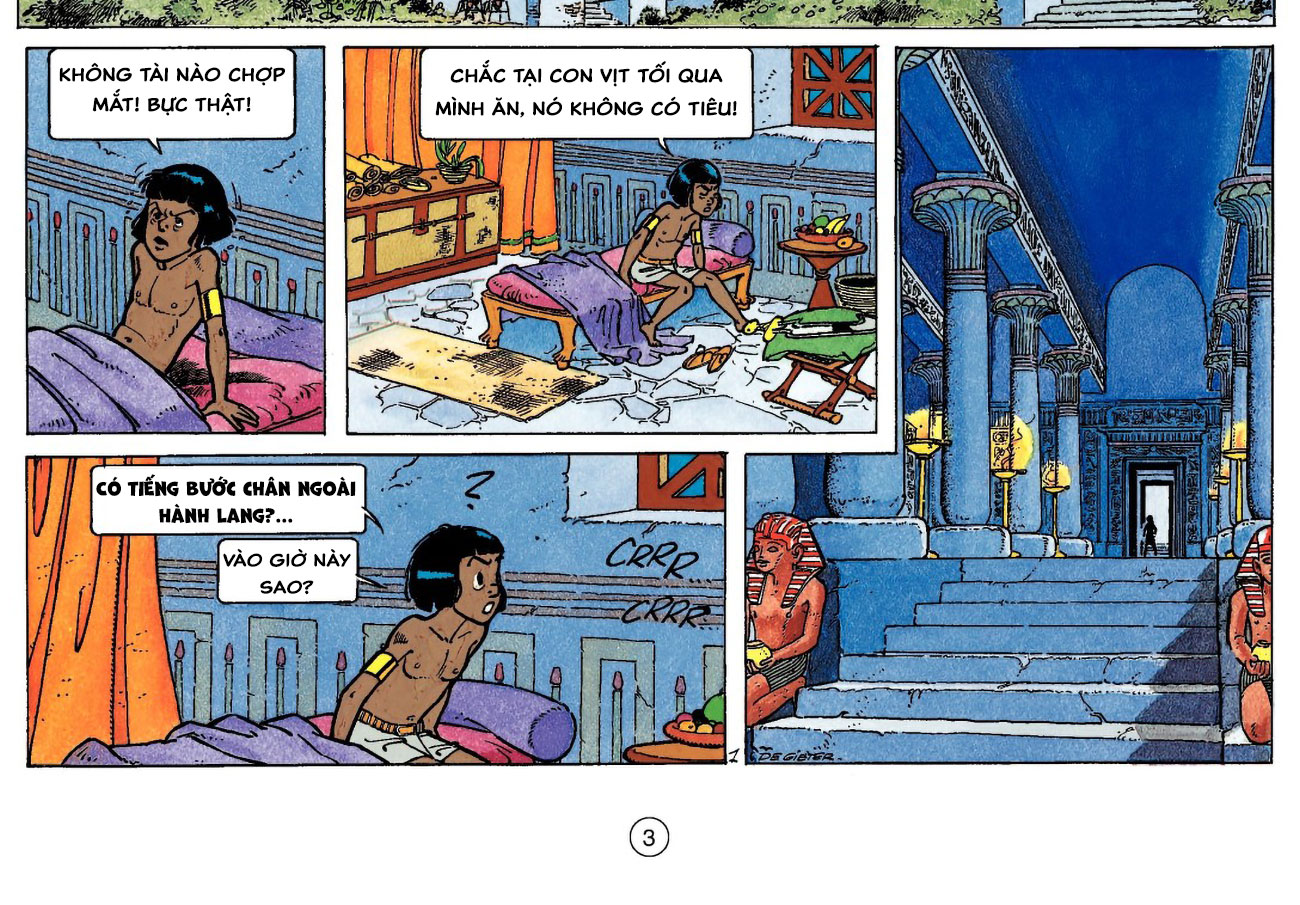 KHÔNG TÀI NÀO CHỢP
MẮT! BỰC THẬT!
CHẮC TẠI CON VỊT TỐI QUA
MÌNH ĂN, NÓ KHÔNG CÓ TIÊU!
CÓ TIẾNG BƯỚC CHÂN NGOÀI
HÀNH LANG?...
VÀO GIỜ NÀY
SAO?
?
CRRR...
CRRR...
1
DE GIETER
3